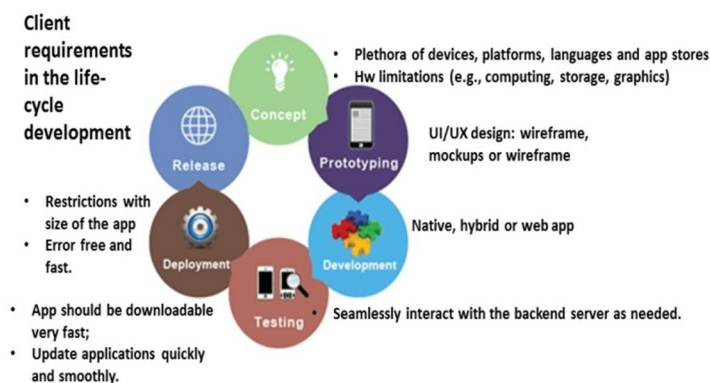 Client
requirements
in the life-
cycle
development
Concept
• Plethora of devices, platforms, languages and app stores
• Hw limitations (e.g., computing, storage, graphics)
Prototyping
UI/UX design: wireframe,
mockups or wireframe
Development
Native, hybrid or web app
Testing
• Seamlessly interact with the backend server as needed.
• App should be downloadable
very fast;
• Update applications quickly
and smoothly.
Deployment
• Restrictions with
size of the app
• Error free and
fast.
Release